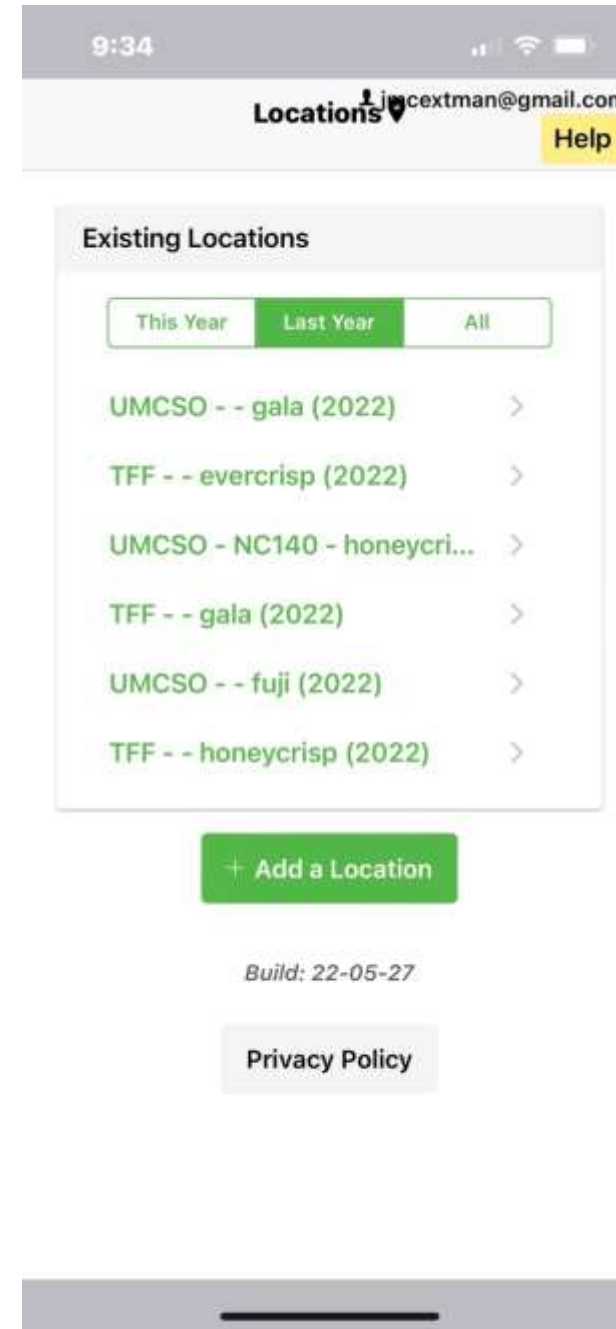 9:34
Locations
jmcextman@gmail.com
Help
Existing Locations
This Year Last Year All
UMCSO - - gala (2022)
TFF - - evercrisp (2022)
UMCSO - NC140 - honeycri...
TFF - - gala (2022)
UMCSO - - fuji (2022)
TFF - - honeycrisp (2022)
+ Add a Location
Build: 22-05-27
Privacy Policy